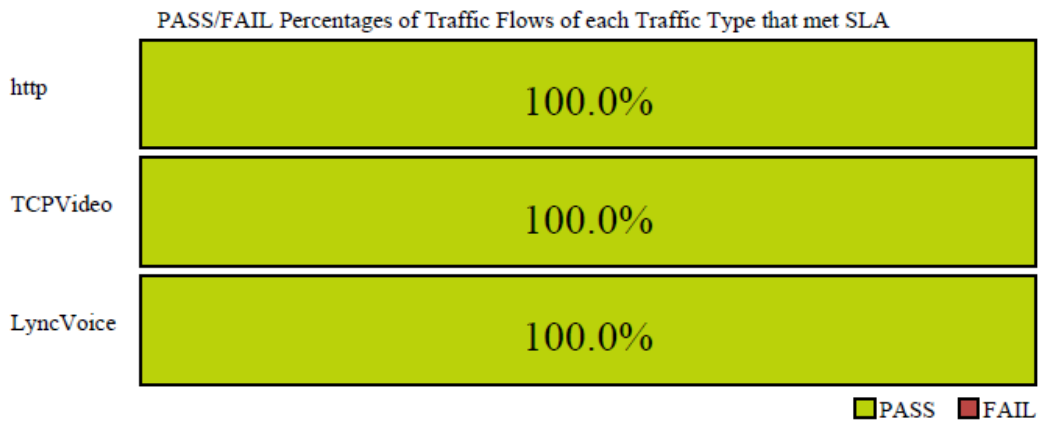 PASS/FAIL Percentages of Traffic Flows of each Traffic Type that met SLA
http
100.0%
TCPVideo
100.0%
LyncVoice
100.0%
PASS FAIL